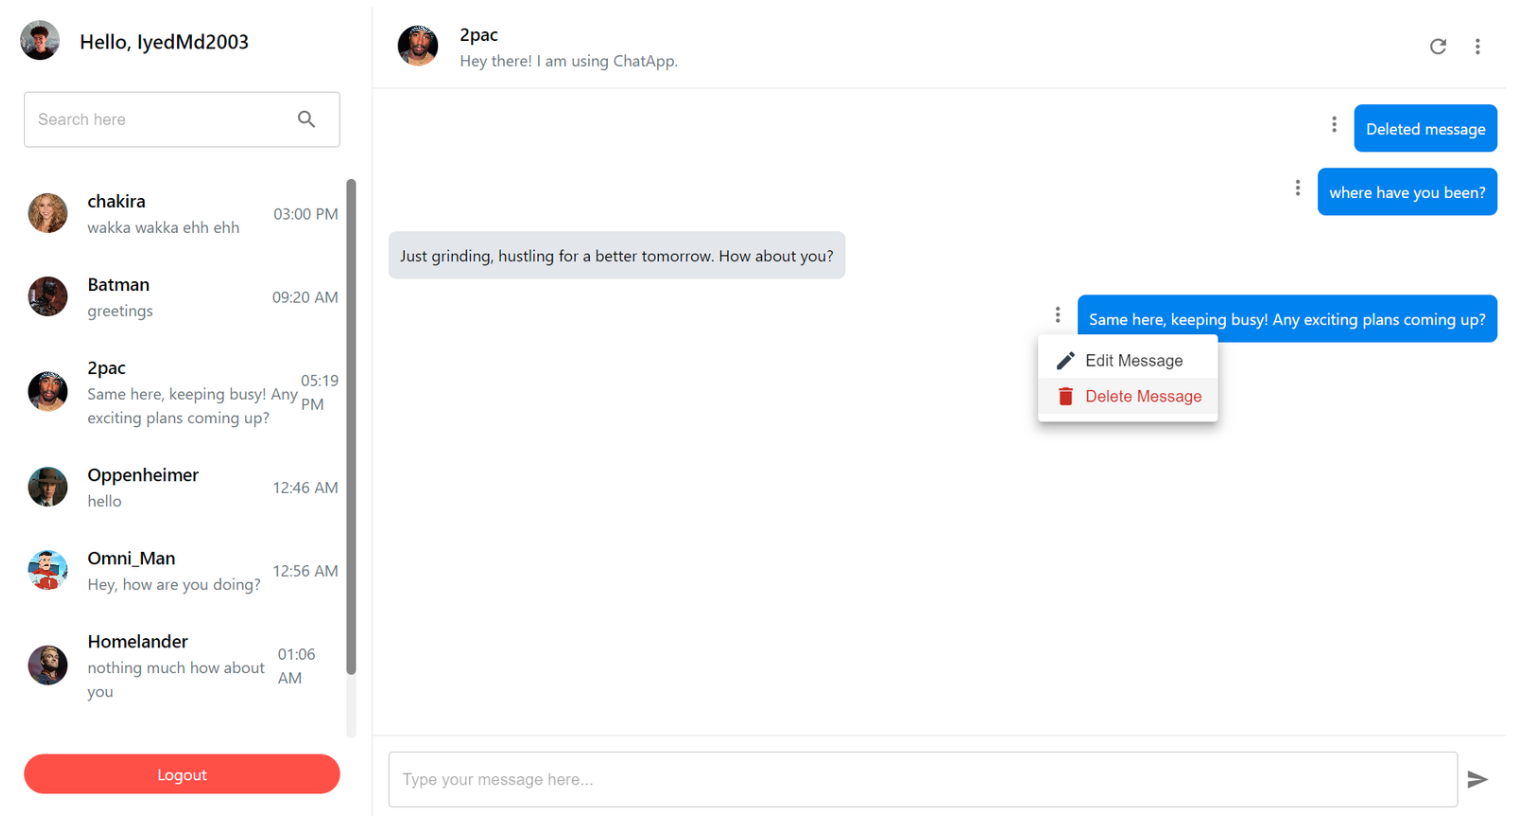 Hello, IyedMd2003
Search here
chakira
wakka wakka ehh ehh
03:00 PM
Batman
greetings
09:20 AM
2pac
Same here, keeping busy! Any
exciting plans coming up?
05:19
PM
Oppenheimer
hello
12:46 AM
Omni_Man
Hey, how are you doing?
12:56 AM
Homelander
nothing much how about
you
01:06
AM
Logout
2pac
Hey there! I am using ChatApp.
Deleted message
where have you been?
Just grinding, hustling for a better tomorrow. How about you?
Same here, keeping busy! Any exciting plans coming up?
Edit Message
Delete Message
Type your message here...